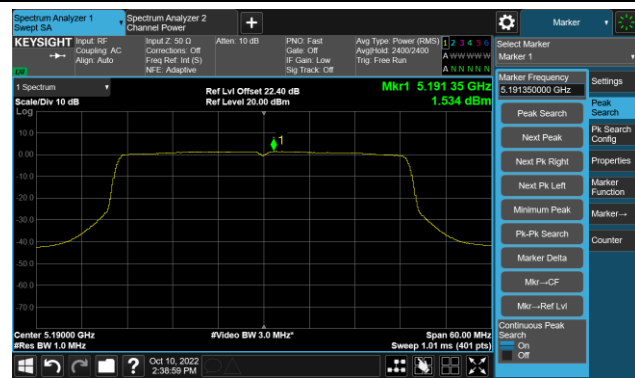 Spectrum Analyzer 1
Swept SA
Spectrum Analyzer 2
Channel Power
Marker
KEYSIGHT
Input: RF
Coupling: AC
Align: Auto
Input Z: 50 Ω
Corrections: Off
Freq Ref: Int (S)
NFE: Adaptive
Atten: 10 dB
PNO: Fast
Gate: Off
IF Gain: Low
Sig Track: Off
Avg Type: Power (RMS)
Avg|Hold: 2400/2400
Trig: Free Run
1 2 3 4 5 6
A W W W W W
A N N N N N
Select Marker
Marker 1
1 Spectrum
Scale/Div 10 dB
Log
Ref Lvl Offset 22.40 dB
Ref Level 20.00 dBm
Mkr1 5.191 35 GHz
1.534 dBm
10.0
0.00
-10.0
-20.0
-30.0
-40.0
-50.0
-60.0
-70.0
1
Center 5.19000 GHz
#Res BW 1.0 MHz
#Video BW 3.0 MHz*
Span 60.00 MHz
Sweep 1.01 ms (401 pts)
Marker Frequency
5.191350000 GHz
Peak Search
Next Peak
Next Pk Right
Next Pk Left
Minimum Peak
Pk-Pk Search
Marker Delta
Mkr→CF
Mkr→Ref Lvl
Continuous Peak
Search
On
Off
Settings
Peak
Search
Pk Search
Config
Properties
Marker
Function
Marker→
Counter
Oct 10, 2022
2:38:59 PM